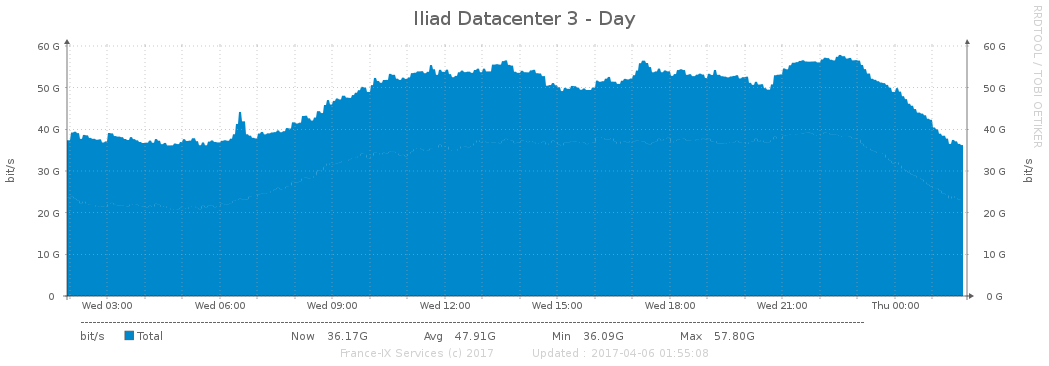 Iliad Datacenter 3 - Day
RRDTOOL / TOBI OETIKER
60 G 60 G
50 G 50 G
40 G 40 G
30 G 30 G
20 G 20 G
10 G 10 G
0 0 G
bit/s bit/s
Wed 03:00 Wed 06:00 Wed 09:00 Wed 12:00 Wed 15:00 Wed 18:00 Wed 21:00 Thu 00:00
bit/s Total Now 36.17G Avg 47.91G Min 36.09G Max 57.80G
France-IX Services (c) 2017 Updated : 2017-04-06 01:55:08